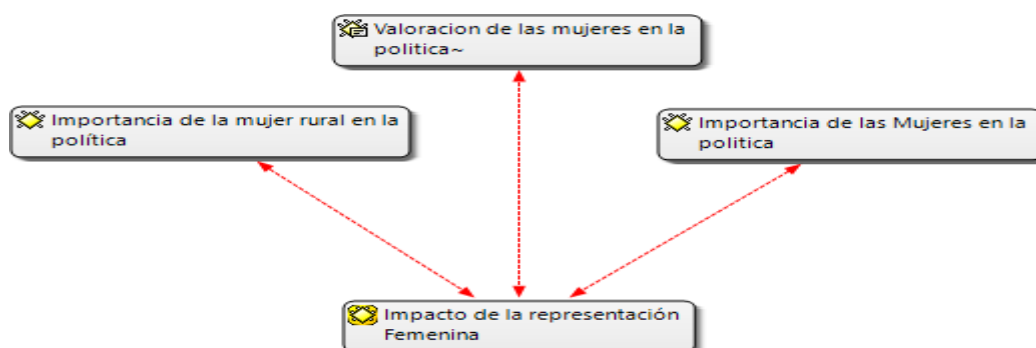 Valoracion de las mujeres en la
politica~
Importancia de la mujer rural en la
política
Importancia de las Mujeres en la
politica
Impacto de la representación
Femenina